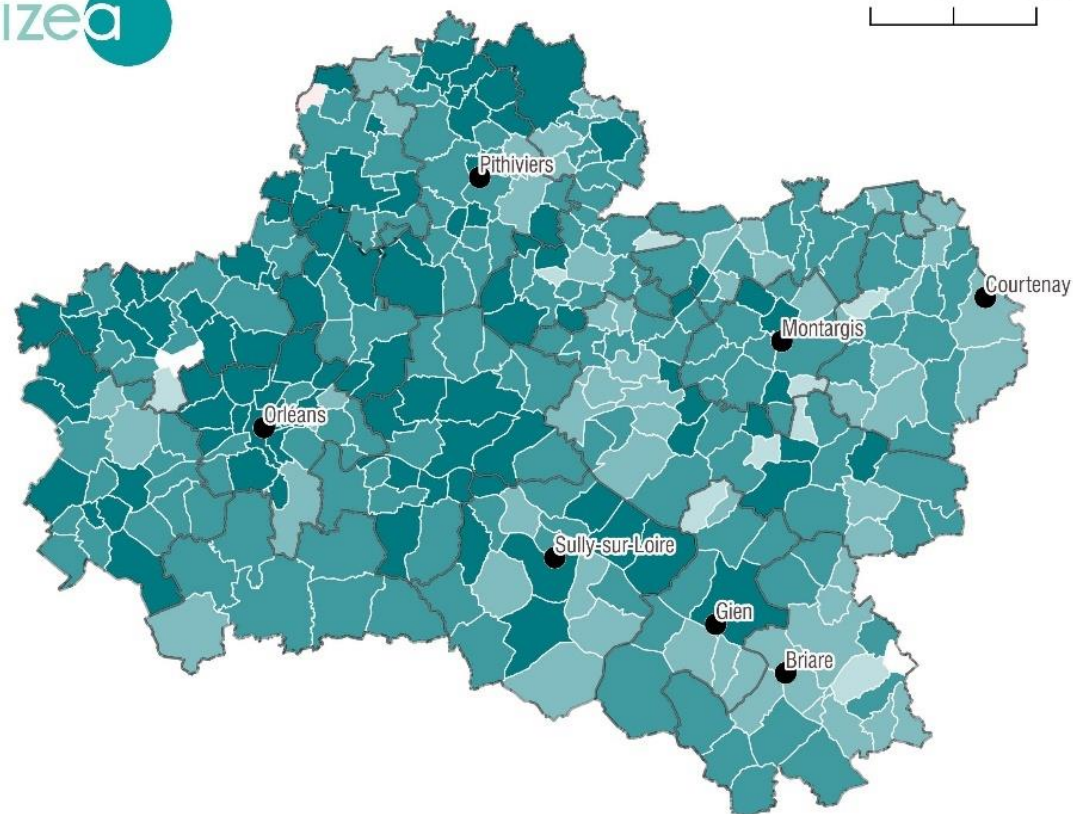 izea
Pithiviers
Courtenay
Montargis
Orléans
Sully-sur-Loire
Gien
Briare